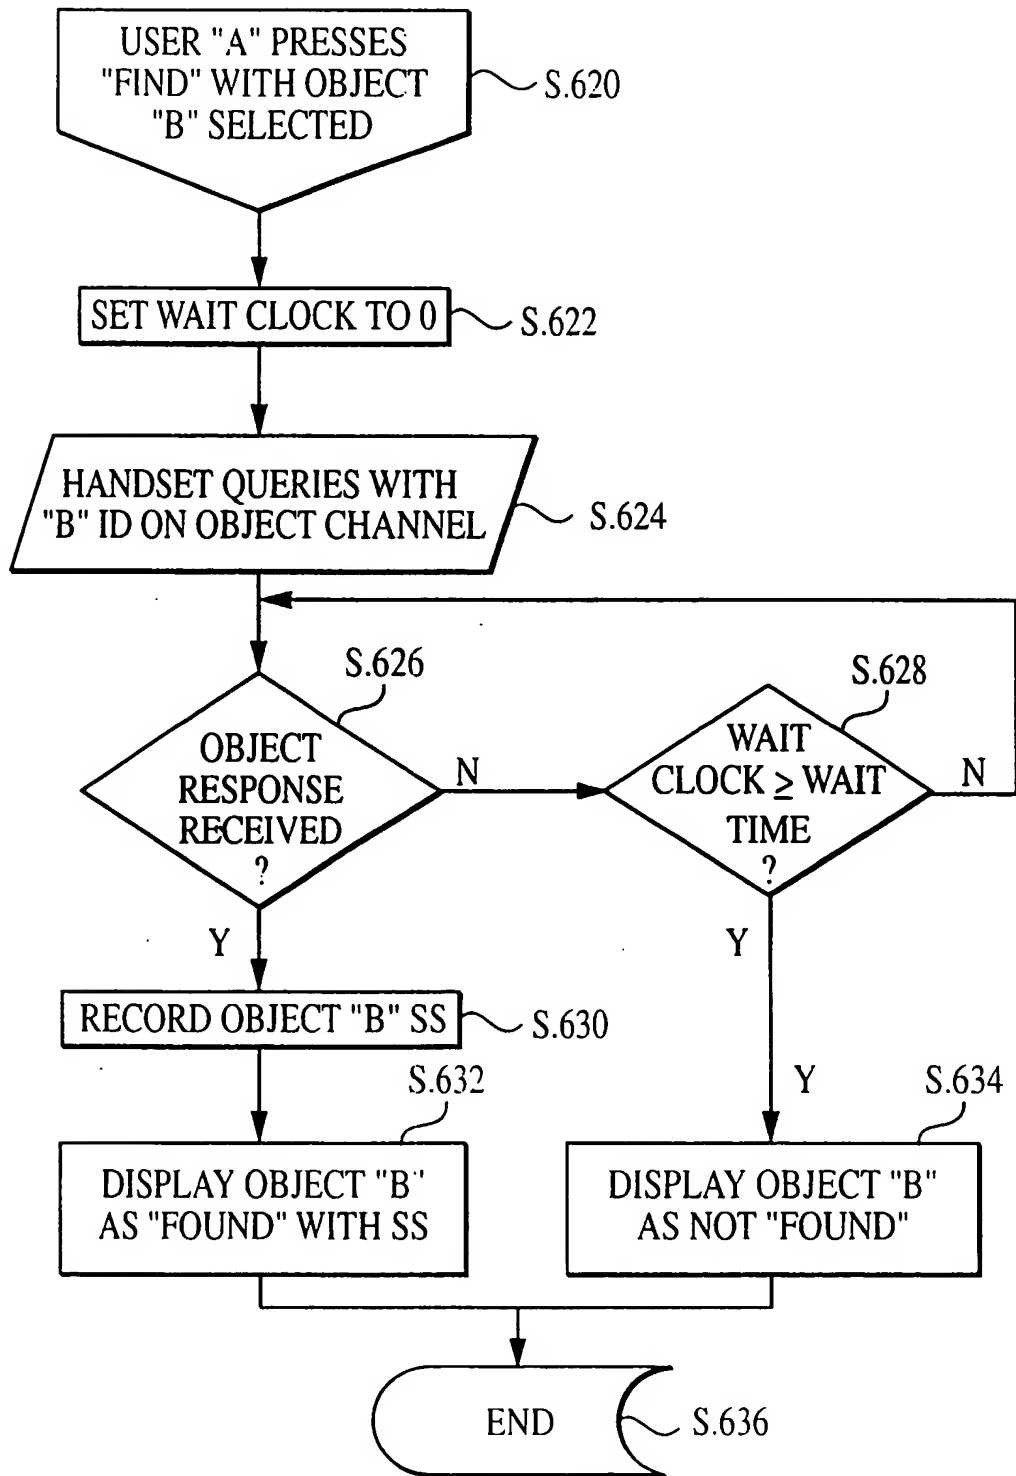 USER "A" PRESSES
"FIND" WITH OBJECT
"B" SELECTED
S.620
SET WAIT CLOCK TO 0
S.622
HANDSET QUERIES WITH
"B" ID ON OBJECT CHANNEL
S.624
S.626
OBJECT
RESPONSE
RECEIVED
?
N
S.628
WAIT
CLOCK ≥ WAIT
TIME
?
N
Y
Y
RECORD OBJECT "B" SS
S.630
Y
S.632
DISPLAY OBJECT "B"
AS "FOUND" WITH SS
S.634
DISPLAY OBJECT "B"
AS NOT "FOUND"
END
S.636